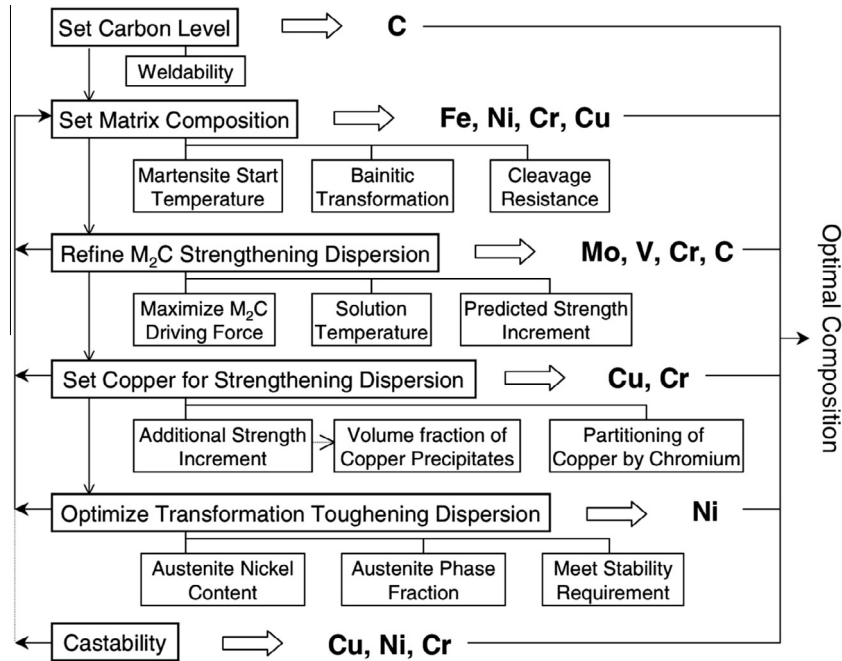 Set Carbon Level
C
Weldability
Set Matrix Composition
Fe, Ni, Cr, Cu
Martensite Start
Temperature
Bainitic
Transformation
Cleavage
Resistance
Refine M₂C Strengthening Dispersion
Mo, V, Cr, C
Maximize M₂C
Driving Force
Solution
Temperature
Predicted Strength
Increment
Set Copper for Strengthening Dispersion
Cu, Cr
Additional Strength
Increment
Volume fraction of
Copper Precipitates
Partitioning of
Copper by Chromium
Optimize Transformation Toughening Dispersion
Ni
Austenite Nickel
Content
Austenite Phase
Fraction
Meet Stability
Requirement
Castability
Cu, Ni, Cr
Optimal Composition